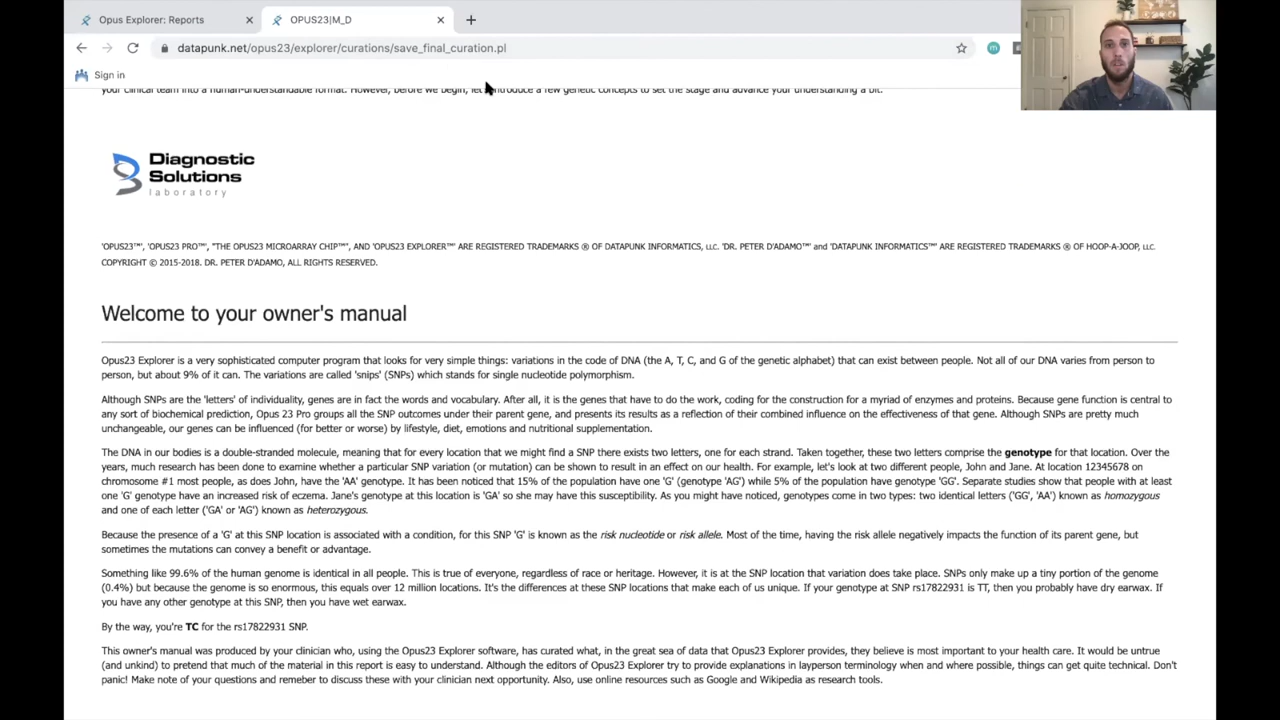 Opus Explorer: Reports
OPUS23|M_D
datapunk.net/opus23/explorer/curations/save_final_curation.pl
Sign in
your clinical team into a human-understandable format. However, before we begin, let introduce a few genetic concepts to set the stage and advance your understanding a bit.
Diagnostic
Solutions
laboratory
'OPUS23™', 'OPUS23 PRO™', "THE OPUS23 MICROARRAY CHIP™", AND 'OPUS23 EXPLORER™' ARE REGISTERED TRADEMARKS ® OF DATAPUNK INFORMATICS, LLC. 'DR. PETER D'ADAMO™' and 'DATAPUNK INFORMATICS™' ARE REGISTERED TRADEMARKS ® OF HOOP-A-JOOP, LLC.
COPYRIGHT © 2015-2018. DR. PETER D'ADAMO, ALL RIGHTS RESERVED.
Welcome to your owner's manual
Opus23 Explorer is a very sophisticated computer program that looks for very simple things: variations in the code of DNA (the A, T, C, and G of the genetic alphabet) that can exist between people. Not all of our DNA varies from person to
person, but about 9% of it can. The variations are called 'snips' (SNPs) which stands for single nucleotide polymorphism.
Although SNPs are the 'letters' of individuality, genes are in fact the words and vocabulary. After all, it is the genes that have to do the work, coding for the construction for a myriad of enzymes and proteins. Because gene function is central to
any sort of biochemical prediction, Opus 23 Pro groups all the SNP outcomes under their parent gene, and presents its results as a reflection of their combined influence on the effectiveness of that gene. Although SNPs are pretty much
unchangeable, our genes can be influenced (for better or worse) by lifestyle, diet, emotions and nutritional supplementation.
The DNA in our bodies is a double-stranded molecule, meaning that for every location that we might find a SNP there exists two letters, one for each strand. Taken together, these two letters comprise the genotype for that location. Over the
years, much research has been done to examine whether a particular SNP variation (or mutation) can be shown to result in an effect on our health. For example, let's look at two different people, John and Jane. At location 12345678 on
chromosome #1 most people, as does John, have the 'AA' genotype. It has been noticed that 15% of the population have one 'G' (genotype 'AG') while 5% of the population have genotype 'GG'. Separate studies show that people with at least
one 'G' genotype have an increased risk of eczema. Jane's genotype at this location is 'GA' so she may have this susceptibility. As you might have noticed, genotypes come in two types: two identical letters ('GG', 'AA') known as homozygous
and one of each letter ('GA' or 'AG') known as heterozygous.
Because the presence of a 'G' at this SNP location is associated with a condition, for this SNP 'G' is known as the risk nucleotide or risk allele. Most of the time, having the risk allele negatively impacts the function of its parent gene, but
sometimes the mutations can convey a benefit or advantage.
Something like 99.6% of the human genome is identical in all people. This is true of everyone, regardless of race or heritage. However, it is at the SNP location that variation does take place. SNPs only make up a tiny portion of the genome
(0.4%) but because the genome is so enormous, this equals over 12 million locations. It's the differences at these SNP locations that make each of us unique. If your genotype at SNP rs17822931 is TT, then you probably have dry earwax. If
you have any other genotype at this SNP, then you have wet earwax.
By the way, you're TC for the rs17822931 SNP.
This owner's manual was produced by your clinician who, using the Opus23 Explorer software, has curated what, in the great sea of data that Opus23 Explorer provides, they believe is most important to your health care. It would be untrue
(and unkind) to pretend that much of the material in this report is easy to understand. Although the editors of Opus23 Explorer try to provide explanations in layperson terminology when and where possible, things can get quite technical. Don't
panic! Make note of your questions and remeber to discuss these with your clinician next opportunity. Also, use online resources such as Google and Wikipedia as research tools.